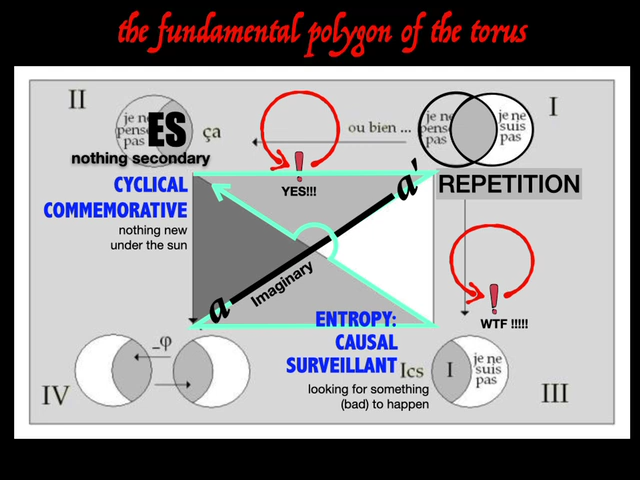 the fundamental polygon of the torus
II
je ne
pense
pas
ES
ça
nothing secondary
ou bien ...
je ne
pense
pas
je ne
suis
pas
I
!
YES!!!
a'
REPETITION
CYCLICAL
COMMEMORATIVE
nothing new
under the sun
Imaginary
a
!
WTF !!!!!
ENTROPY:
CAUSAL
SURVEILLANT
looking for something
(bad) to happen
Ics
I
je ne
suis
pas
III
–φ
IV